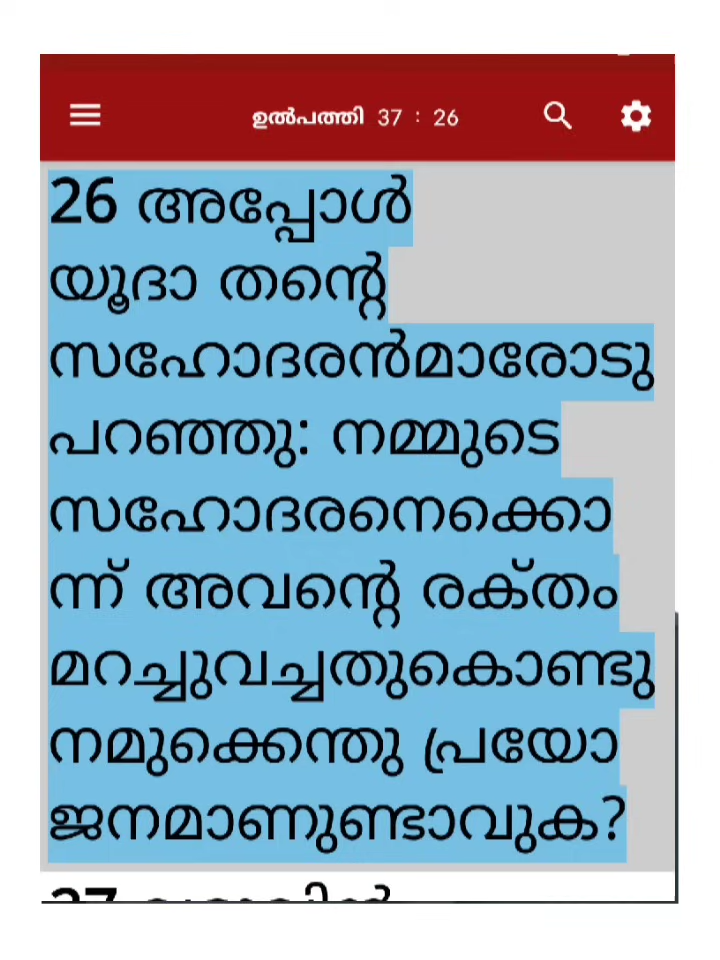 ഉൽപത്തി 37 : 26
26 അപ്പോൾ
യൂദാ തന്റെ
സഹോദരൻമാരോടു
പറഞ്ഞു: നമ്മുടെ
സഹോദരനെക്കൊ
ന്ന് അവന്റെ രക്‌തം
മറച്ചുവച്ചതുകൊണ്ടു
നമുക്കെന്തു പ്രയോ
ജനമാണുണ്ടാവുക?